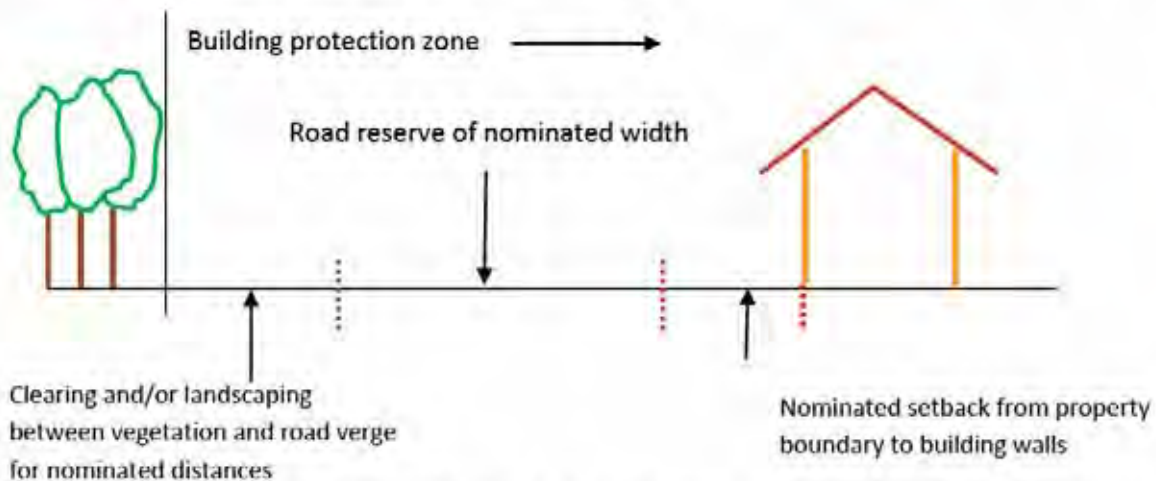 Building protection zone
Road reserve of nominated width
Clearing and/or landscaping
between vegetation and road verge
for nominated distances
Nominated setback from property
boundary to building walls